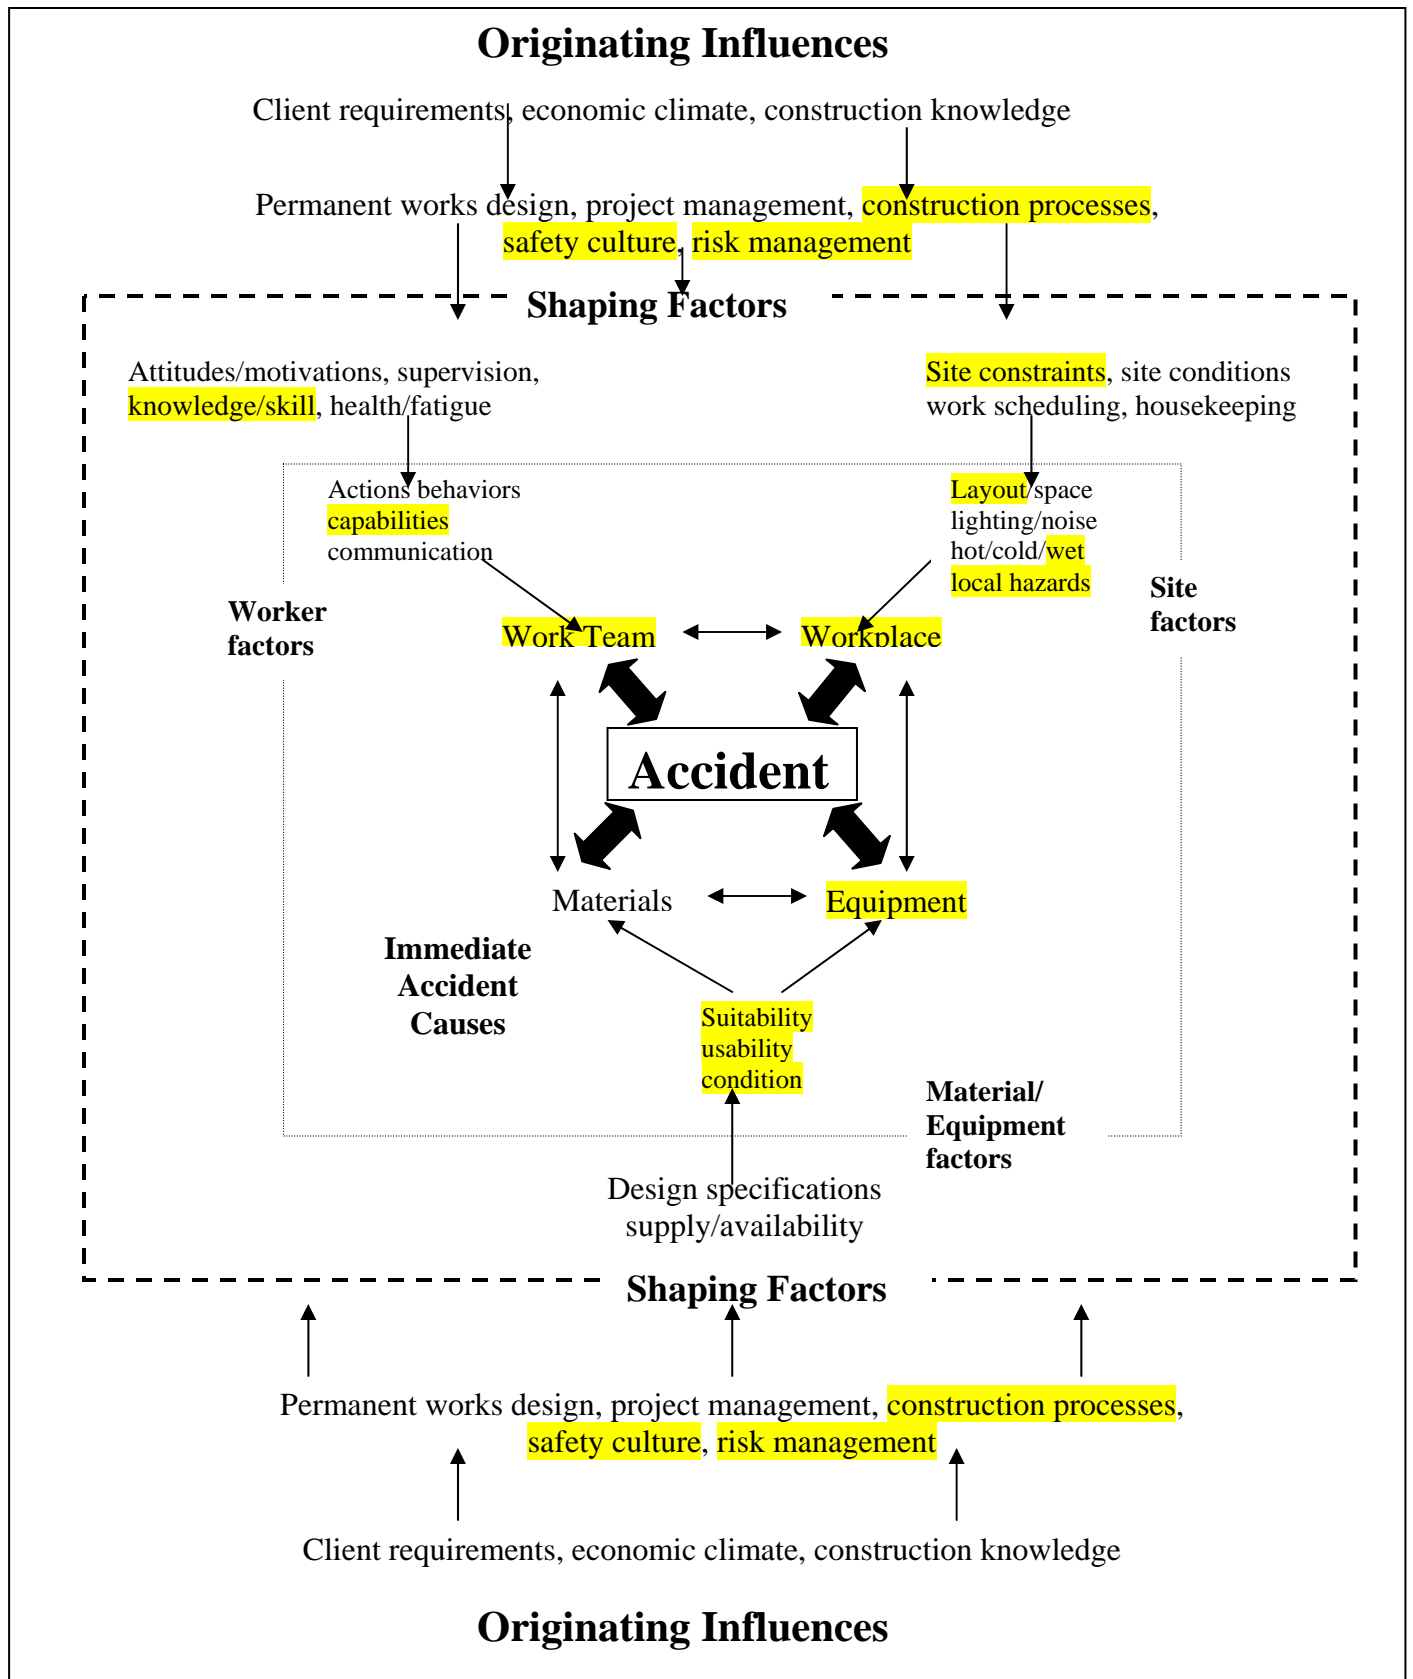 Originating Influences
Client requirements, economic climate, construction knowledge
Permanent works design, project management, construction processes,
safety culture, risk management
Shaping Factors
Attitudes/motivations, supervision,
knowledge/skill, health/fatigue
Site constraints, site conditions
work scheduling, housekeeping
Actions behaviors
capabilities
communication
Layout/space
lighting/noise
hot/cold/wet
local hazards
Worker
factors
Site
factors
Work Team
Workplace
Accident
Materials
Equipment
Immediate
Accident
Causes
Suitability
usability
condition
Material/
Equipment
factors
Design specifications
supply/availability
Shaping Factors
Permanent works design, project management, construction processes,
safety culture, risk management
Client requirements, economic climate, construction knowledge
Originating Influences